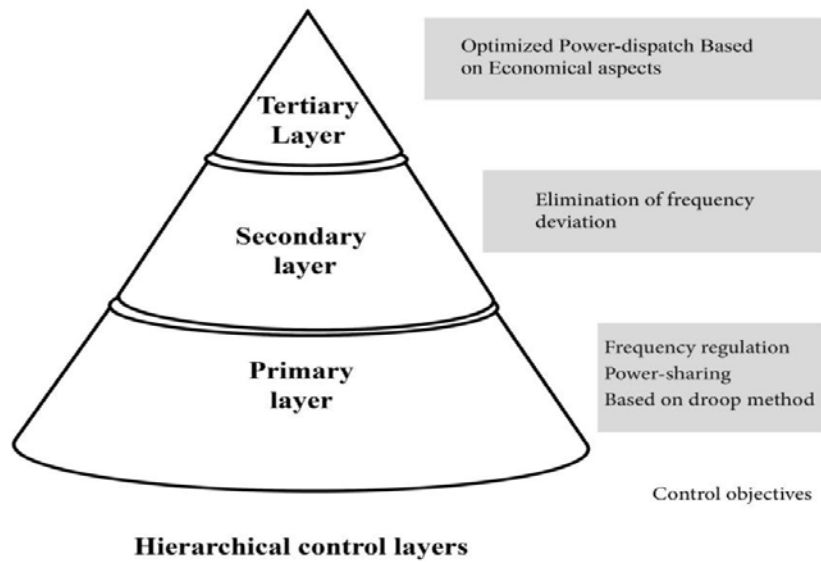 Optimized Power-dispatch Based
on Economical aspects
Tertiary
Layer
Elimination of frequency
deviation
Secondary
layer
Frequency regulation
Power-sharing
Based on droop method
Primary
layer
Control objectives
Hierarchical control layers